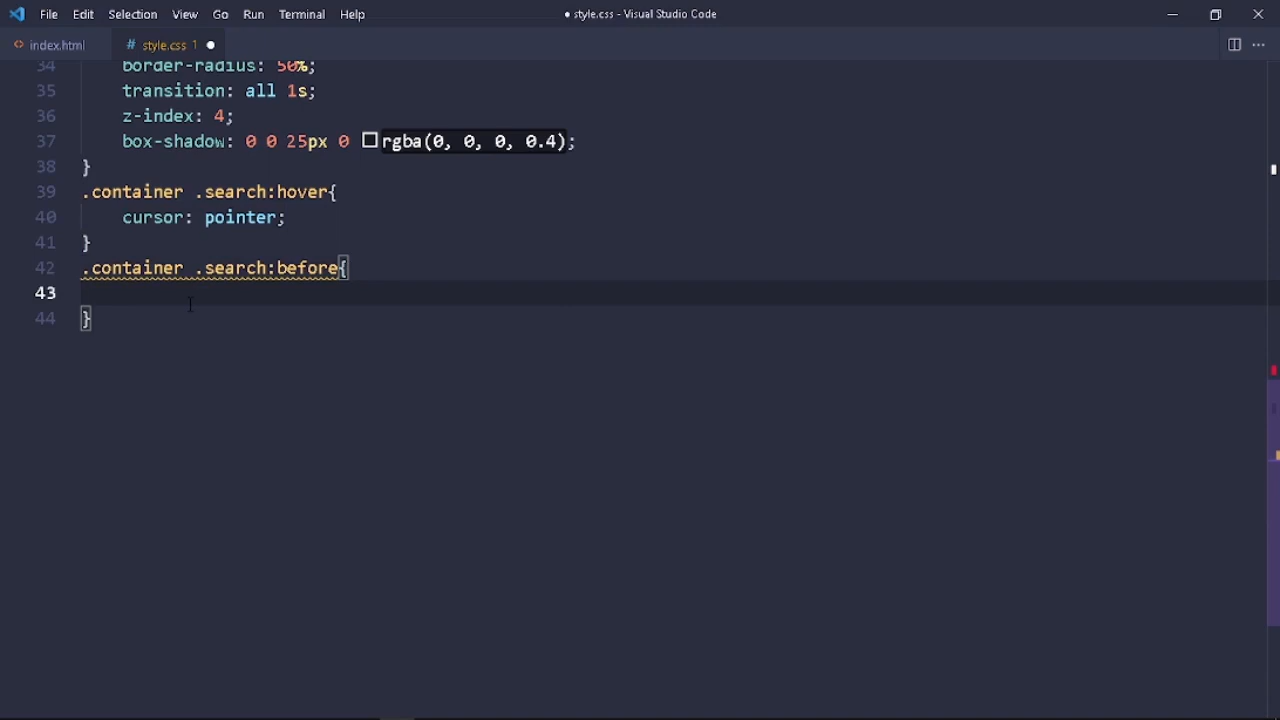 File Edit Selection View Go Run Terminal Help ● style.css - Visual Studio Code
index.html # style.css 1 ●
34 border-radius: 50%;
35 transition: all 1s;
36 z-index: 4;
37 box-shadow: 0 0 25px 0 rgba(0, 0, 0, 0.4);
38 }
39 .container .search:hover{
40 cursor: pointer;
41 }
42 .container .search:before{
43
44 }